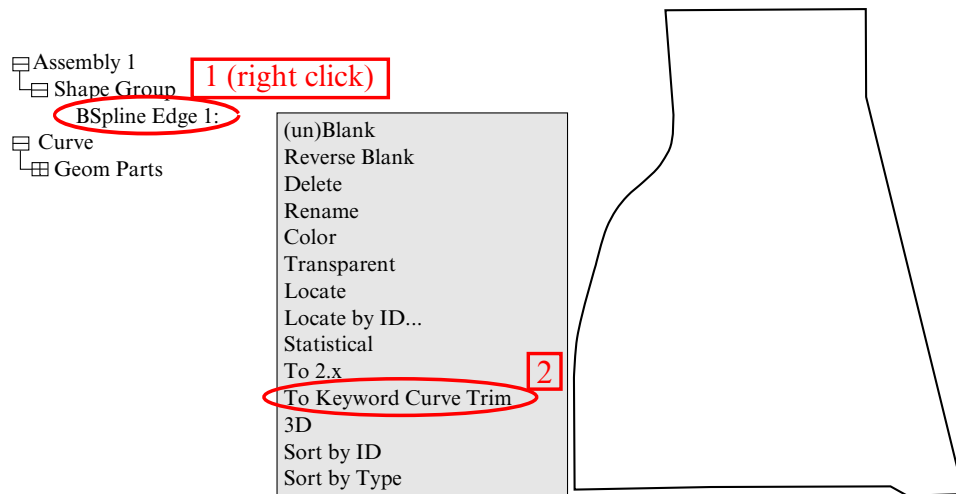 Assembly 1
1 (right click)
Shape Group
BSpline Edge 1:
Curve
Geom Parts
(un)Blank
Reverse Blank
Delete
Rename
Color
Transparent
Locate
Locate by ID...
Statistical
To 2.x
2
To Keyword Curve Trim
3D
Sort by ID
Sort by Type